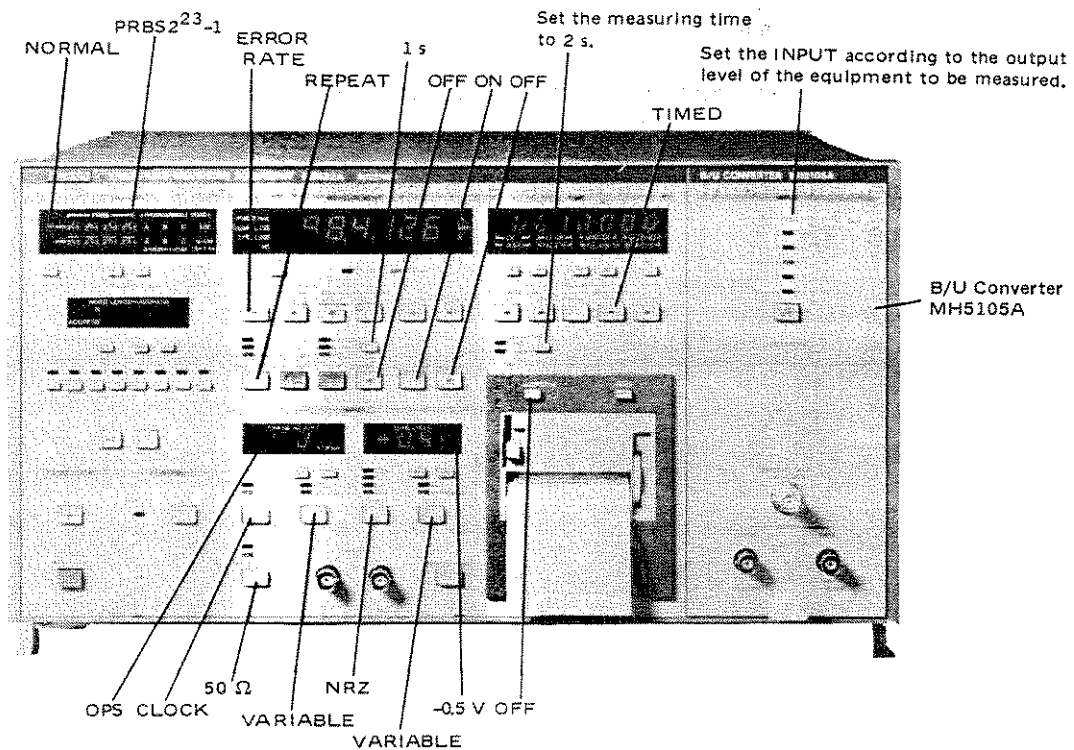 Set the measuring time
to 2 s.
PRBS2²³-1
NORMAL
ERROR
RATE
1 s
Set the INPUT according to the output
level of the equipment to be measured.
REPEAT
OFF ON OFF
TIMED
B/U CONVERTER MH5105A
B/U Converter
MH5105A
50 Ω
NRZ
OPS CLOCK
-0.5 V OFF
VARIABLE
VARIABLE